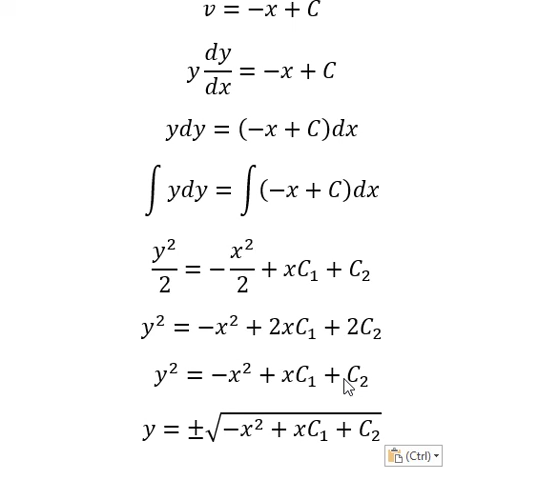 v = −x + C
y dy/dx = −x + C
ydy = (−x + C)dx
∫ ydy = ∫(−x + C)dx
y²/2 = − x²/2 + xC₁ + C₂
y² = −x² + 2xC₁ + 2C₂
y² = −x² + xC₁ + C₂
y = ±√(−x² + xC₁ + C₂)
(Ctrl)